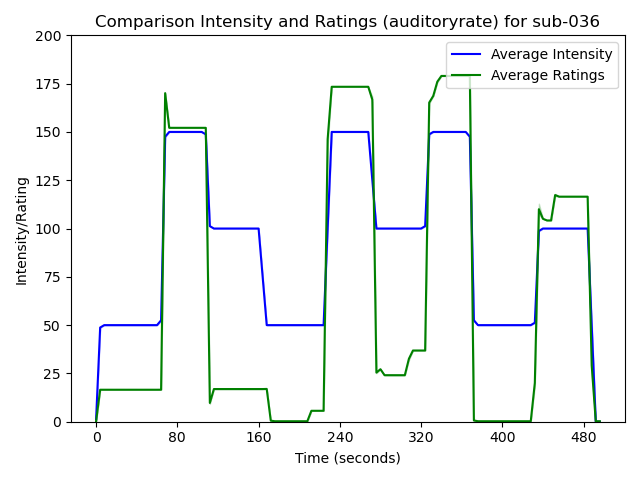 Comparison Intensity and Ratings (auditoryrate) for sub-036
200
175
150
125
100
75
50
25
0
Intensity/Rating
Average Intensity
Average Ratings
0 80 160 240 320 400 480
Time (seconds)